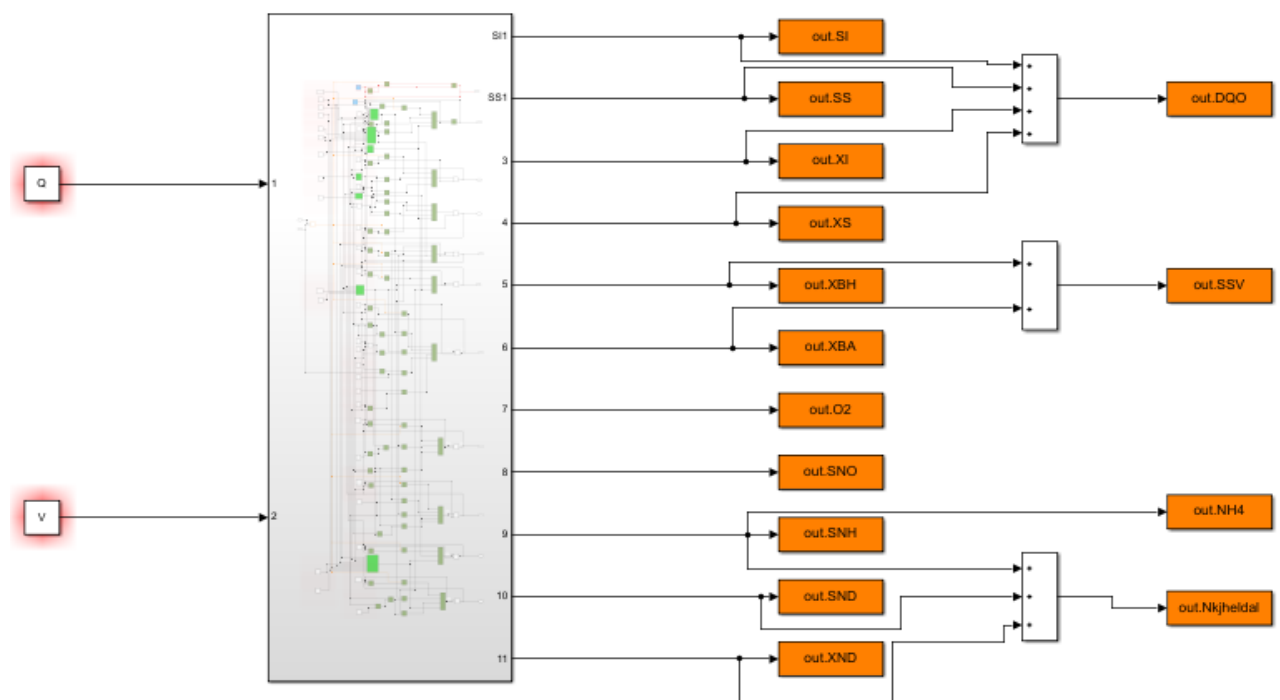 SI1
out.SI
+
SS1
out.SS
+
+
+
out.DQO
3
out.XI
Q
1
4
out.XS
5
out.XBH
+
+
out.SSV
6
out.XBA
7
out.O2
8
out.SNO
V
2
out.NH4
9
out.SNH
+
10
out.SND
+
out.Nkjheldal
+
11
out.XND